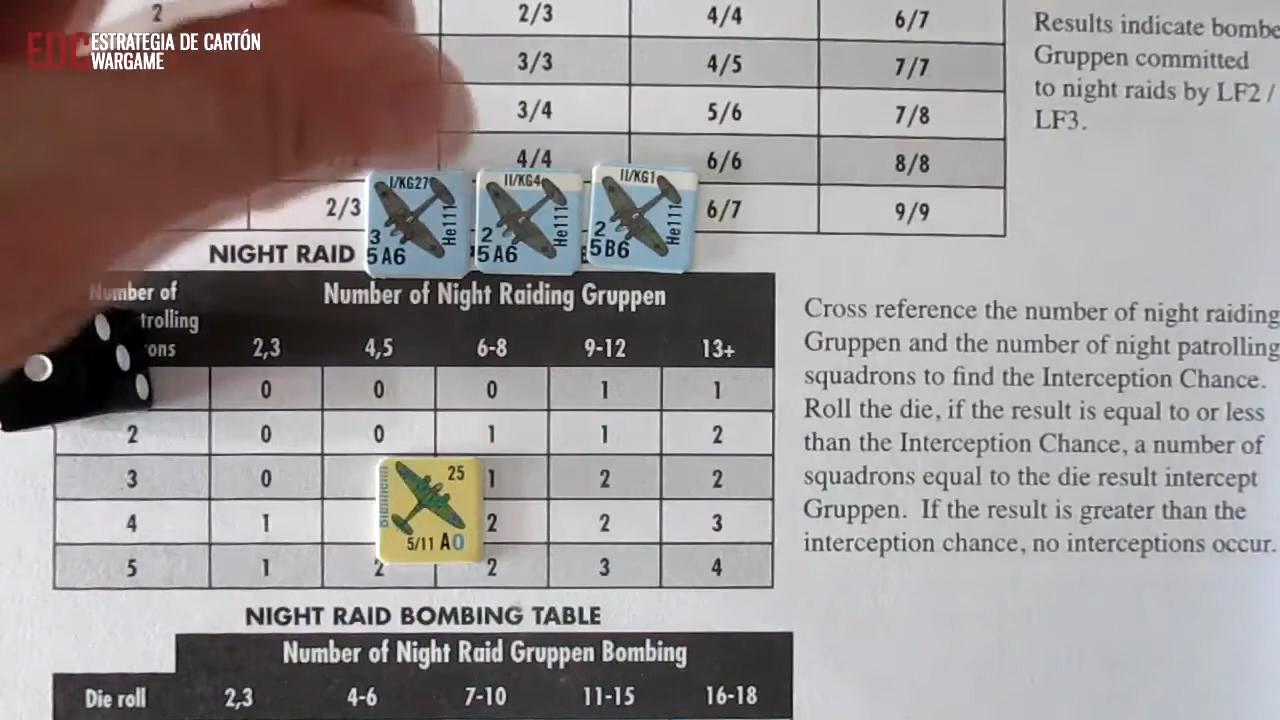 EDC ESTRATEGIA DE CARTÓN
WARGAME
2 2/3 4/4 6/7
3/3 4/5 7/7
3/4 5/6 7/8
4/4 6/6 8/8
2/3 6/7 9/9
Results indicate bombe
Gruppen committed
to night raids by LF2 /
LF3.
I/KG27 He111 3 5A6
II/KG4 He111 2 5A6
II/KG1 He111 2 5B6
NIGHT RAID
Number of
trolling
ons
Number of Night Raiding Gruppen
2,3 4,5 6-8 9-12 13+
0 0 0 1 1
2 0 0 1 1 2
3 0 1 2 2
4 1 2 2 3
5 1 2 2 3 4
Blenheim 25
5/11 A0
Cross reference the number of night raiding
Gruppen and the number of night patrolling
squadrons to find the Interception Chance.
Roll the die, if the result is equal to or less
than the Interception Chance, a number of
squadrons equal to the die result intercept
Gruppen. If the result is greater than the
interception chance, no interceptions occur.
NIGHT RAID BOMBING TABLE
Number of Night Raid Gruppen Bombing
Die roll 2,3 4-6 7-10 11-15 16-18